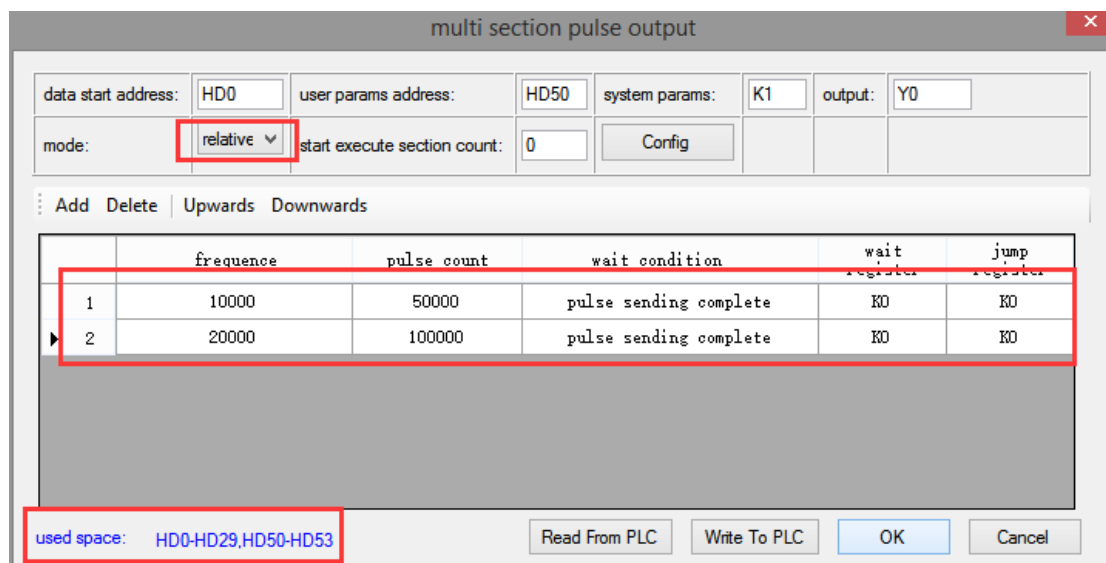 multi section pulse output
data start address: HD0 user params address: HD50 system params: K1 output: Y0
mode: relative start execute section count: 0 Config
Add Delete Upwards Downwards
frequence pulse count wait condition wait register jump register
1 10000 50000 pulse sending complete K0 K0
2 20000 100000 pulse sending complete K0 K0
used space: HD0-HD29,HD50-HD53 Read From PLC Write To PLC OK Cancel